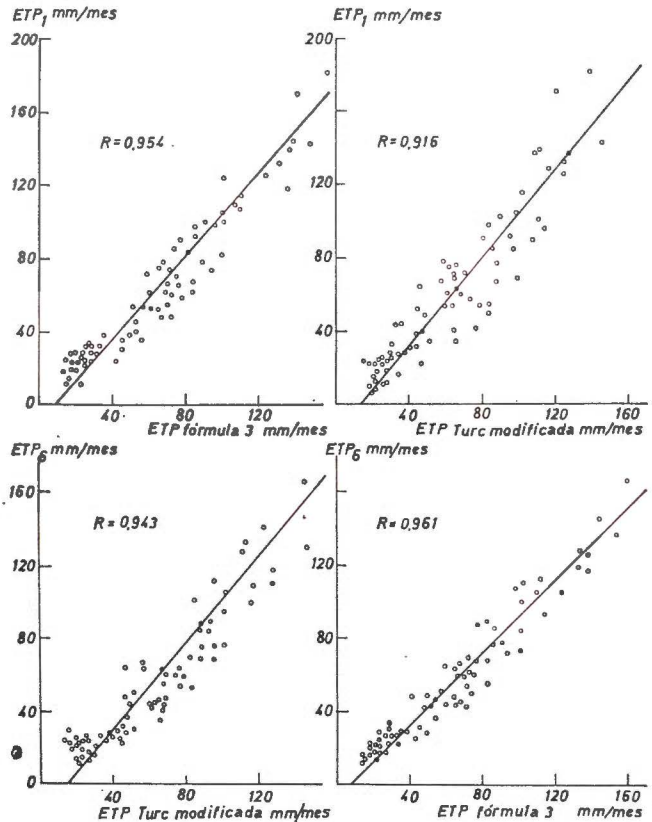 ETP1 mm/mes
200
160
120
80
40
0
R=0,954
40 80 120
ETP fórmula 3 mm/mes
ETP1 mm/mes
200
160
120
80
40
0
R=0,916
40 80 120 160
ETP Turc modificada mm/mes
ETP6 mm/mes
160
120
80
40
0
R=0,943
40 80 120
ETP Turc modificada mm/mes
ETP6 mm/mes
160
120
80
40
0
R=0,961
40 80 120 160
ETP fórmula 3 mm/mes